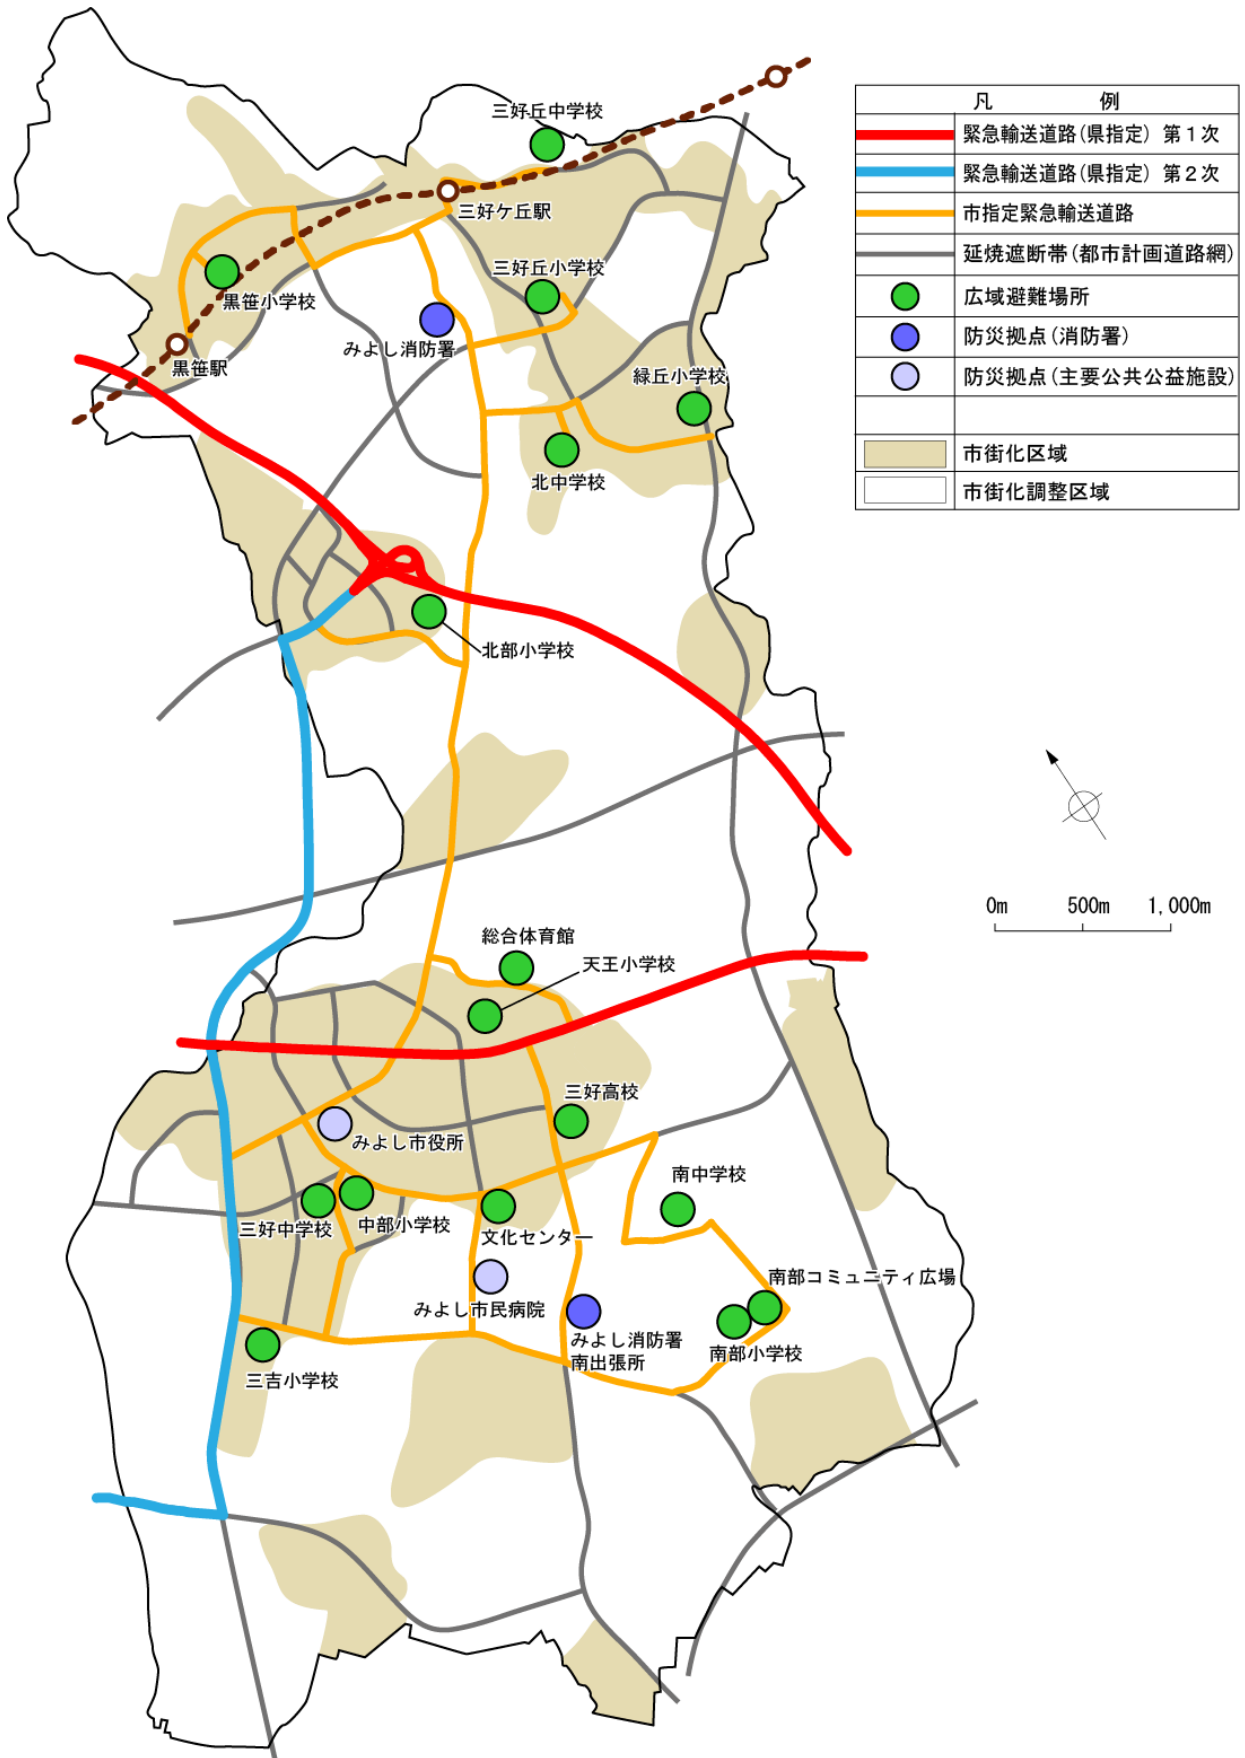 凡 例
緊急輸送道路(県指定) 第1次
緊急輸送道路(県指定) 第2次
市指定緊急輸送道路
延焼遮断帯(都市計画道路網)
広域避難場所
防災拠点(消防署)
防災拠点(主要公共公益施設)
市街化区域
市街化調整区域
三好丘中学校
三好ケ丘駅
三好丘小学校
黒笹小学校
みよし消防署
黒笹駅
緑丘小学校
北中学校
北部小学校
0m 500m 1,000m
総合体育館
天王小学校
三好高校
みよし市役所
南中学校
三好中学校
中部小学校
文化センター
南部コミュニティ広場
みよし市民病院
みよし消防署
南出張所
南部小学校
三吉小学校